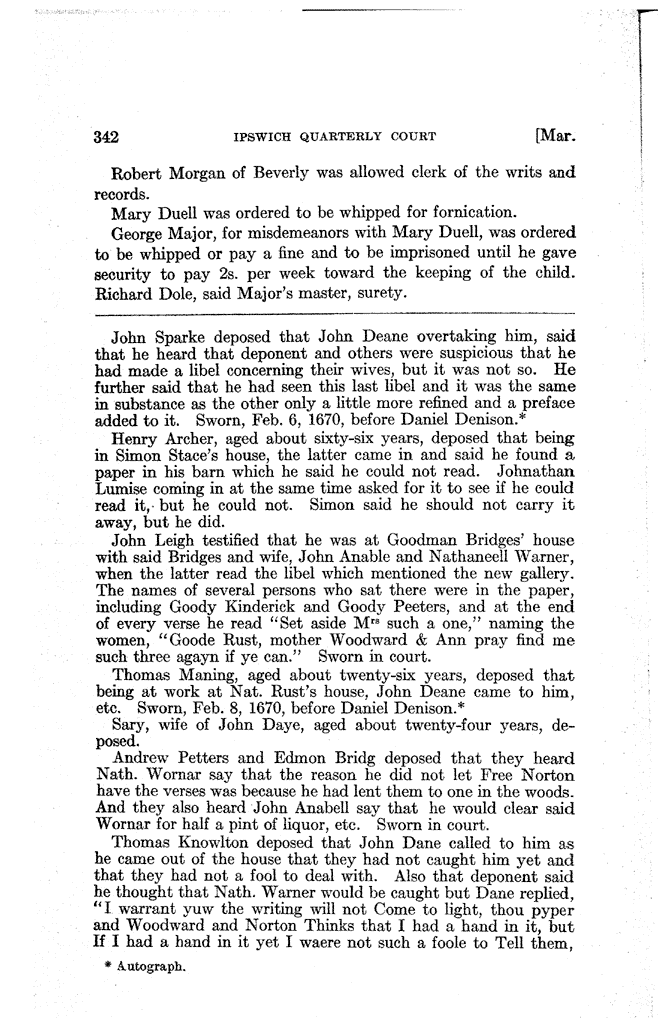 342 IPSWICH QUARTERLY COURT [Mar.
Robert Morgan of Beverly was allowed clerk of the writs and
records.
Mary Duell was ordered to be whipped for fornication.
George Major, for misdemeanors with Mary Duell, was ordered
to be whipped or pay a fine and to be imprisoned until he gave
security to pay 2s. per week toward the keeping of the child.
Richard Dole, said Major's master, surety.
John Sparke deposed that John Deane overtaking him, said
that he heard that deponent and others were suspicious that he
had made a libel concerning their wives, but it was not so. He
further said that he had seen this last libel and it was the same
in substance as the other only a little more refined and a preface
added to it. Sworn, Feb. 6, 1670, before Daniel Denison.*
Henry Archer, aged about sixty-six years, deposed that being
in Simon Stace's house, the latter came in and said he found a
paper in his barn which he said he could not read. Johnathan
Lumise coming in at the same time asked for it to see if he could
read it, but he could not. Simon said he should not carry it
away, but he did.
John Leigh testified that he was at Goodman Bridges' house
with said Bridges and wife, John Anable and Nathaneell Warner,
when the latter read the libel which mentioned the new gallery.
The names of several persons who sat there were in the paper,
including Goody Kinderick and Goody Peeters, and at the end
of every verse he read "Set aside Mrs such a one," naming the
women, "Goode Rust, mother Woodward & Ann pray find me
such three agayn if ye can." Sworn in court.
Thomas Maning, aged about twenty-six years, deposed that
being at work at Nat. Rust's house, John Deane came to him,
etc. Sworn, Feb. 8, 1670, before Daniel Denison.*
Sary, wife of John Daye, aged about twenty-four years, de-
posed.
Andrew Petters and Edmon Bridg deposed that they heard
Nath. Wornar say that the reason he did not let Free Norton
have the verses was because he had lent them to one in the woods.
And they also heard John Anabell say that he would clear said
Wornar for half a pint of liquor, etc. Sworn in court.
Thomas Knowlton deposed that John Dane called to him as
he came out of the house that they had not caught him yet and
that they had not a fool to deal with. Also that deponent said
he thought that Nath. Warner would be caught but Dane replied,
"I warrant yuw the writing will not Come to light, thou pyper
and Woodward and Norton Thinks that I had a hand in it, but
If I had a hand in it yet I waere not such a foole to Tell them,
* Autograph.